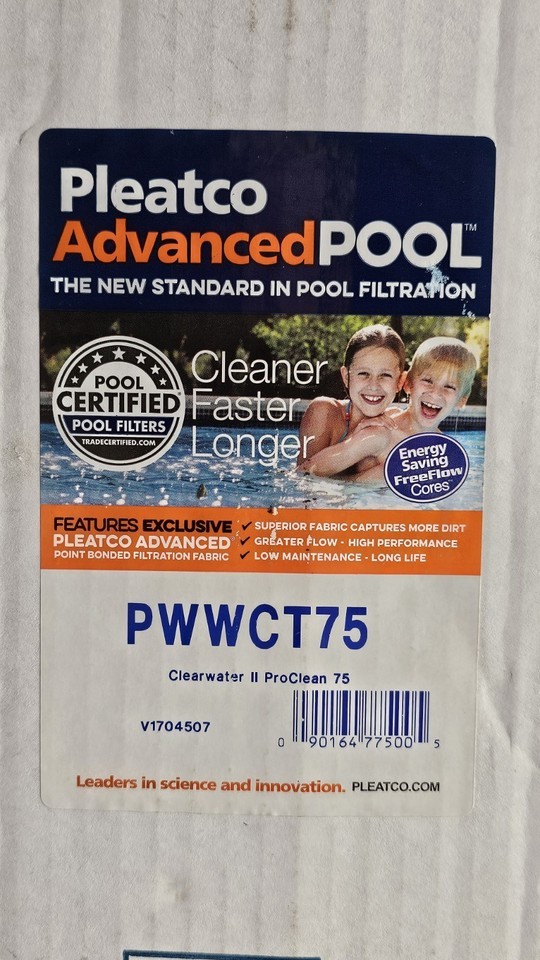 Pleatco
AdvancedPOOL™
THE NEW STANDARD IN POOL FILTRATION
POOL
CERTIFIED
POOL FILTERS
TRADECERTIFIED.COM
Cleaner
Faster
Longer
Energy
Saving
FreeFlow
Cores™
FEATURES EXCLUSIVE
PLEATCO ADVANCED
POINT BONDED FILTRATION FABRIC
✓ SUPERIOR FABRIC CAPTURES MORE DIRT
✓ GREATER FLOW - HIGH PERFORMANCE
✓ LOW MAINTENANCE - LONG LIFE
PWWCT75
Clearwater II ProClean 75
V1704507
0 90164 77500 5
Leaders in science and innovation. PLEATCO.COM